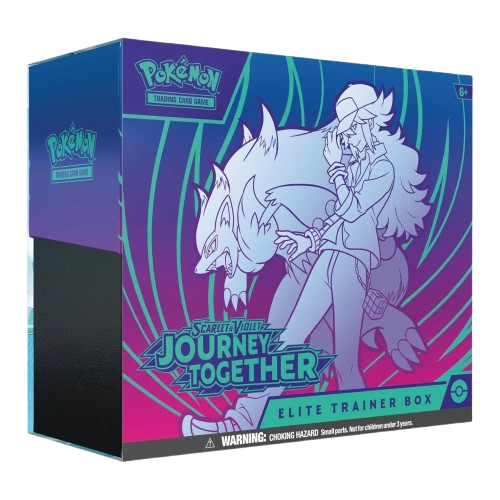 Pokémon
TRADING CARD GAME
6+
Pokémon
TRADING CARD GAME
SCARLET & VIOLET
JOURNEY
TOGETHER
ELITE TRAINER BOX
WARNING: CHOKING HAZARD Small parts. Not for children under 3 years.